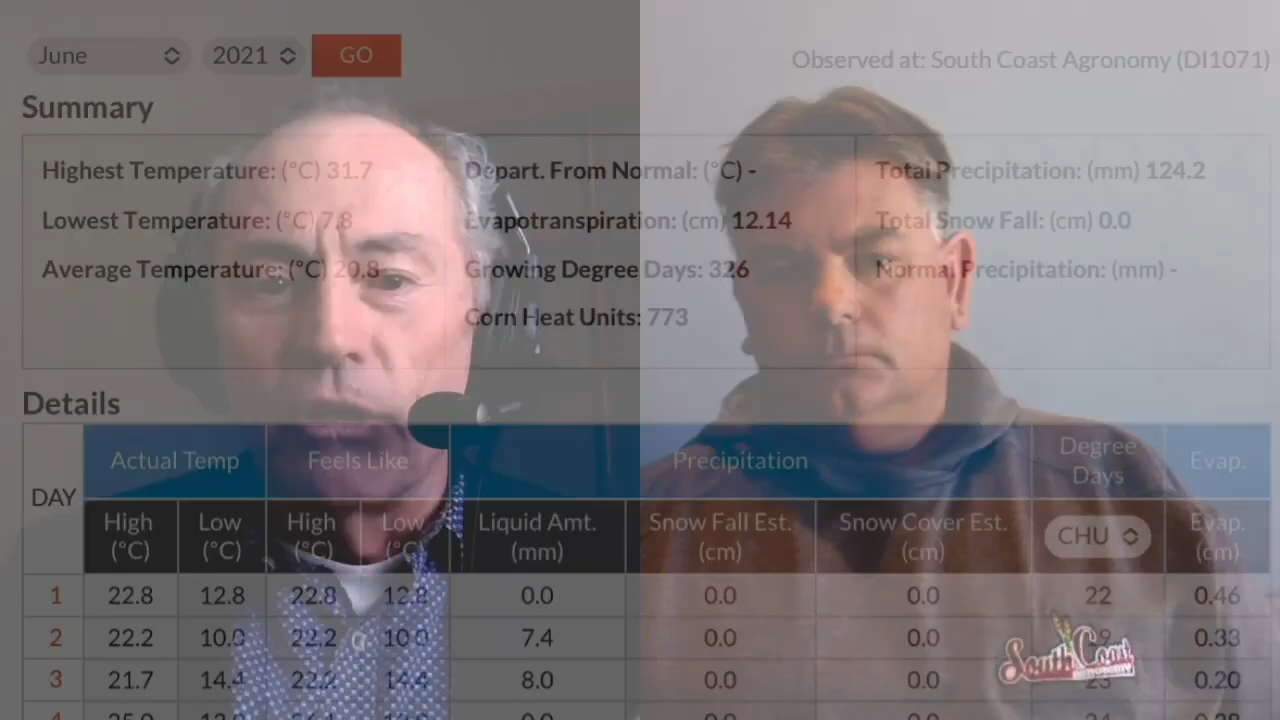 June 2021 GO
Observed at: South Coast Agronomy (DI1071)
Summary
Highest Temperature: (°C) 31.7 Depart. From Normal: (°C) - Total Precipitation: (mm) 124.2
Lowest Temperature: (°C) 7.8 Evapotranspiration: (cm) 12.14 Total Snow Fall: (cm) 0.0
Average Temperature: (°C) 20.8 Growing Degree Days: 326 Normal Precipitation: (mm) -
Corn Heat Units: 773
Details
DAY Actual Temp Feels Like Precipitation Degree Days Evap.
High (°C) Low (°C) High (°C) Low (°C) Liquid Amt. (mm) Snow Fall Est. (cm) Snow Cover Est. (cm) CHU Evap. (cm)
1 22.8 12.8 22.8 12.8 0.0 0.0 0.0 22 0.46
2 22.2 10.0 22.2 10.0 7.4 0.0 0.0 0.33
3 21.7 14.4 22.2 14.4 8.0 0.0 0.0 23 0.20
South Coast
AGRONOMY